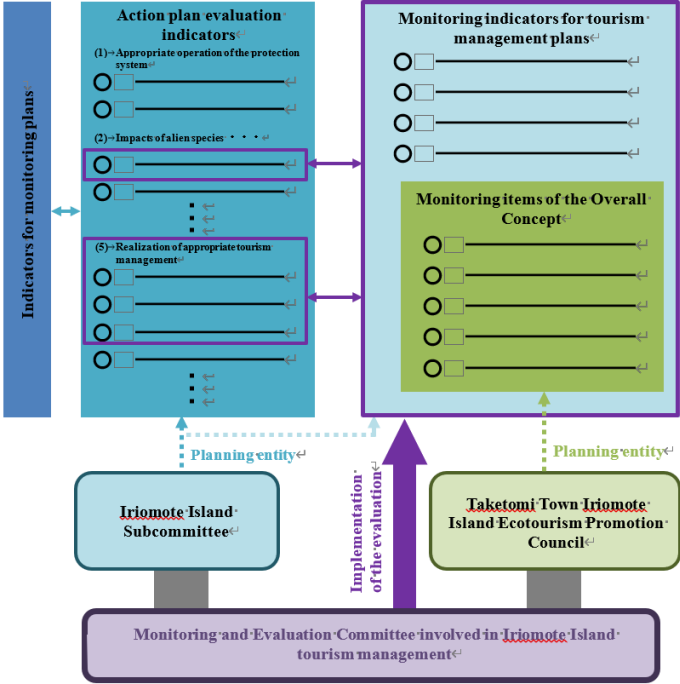 Indicators for monitoring plans
Action plan evaluation
indicators
(1)→Appropriate operation of the protection
system
(2)→Impacts of alien species ・・・
(5)→Realization of appropriate tourism
management
Monitoring indicators for tourism
management plans
Monitoring items of the Overall
Concept
Planning entity
Planning entity
Implementation
of the evaluation
Iriomote Island
Subcommittee
Taketomi Town Iriomote
Island Ecotourism Promotion
Council
Monitoring and Evaluation Committee involved in Iriomote Island
tourism management